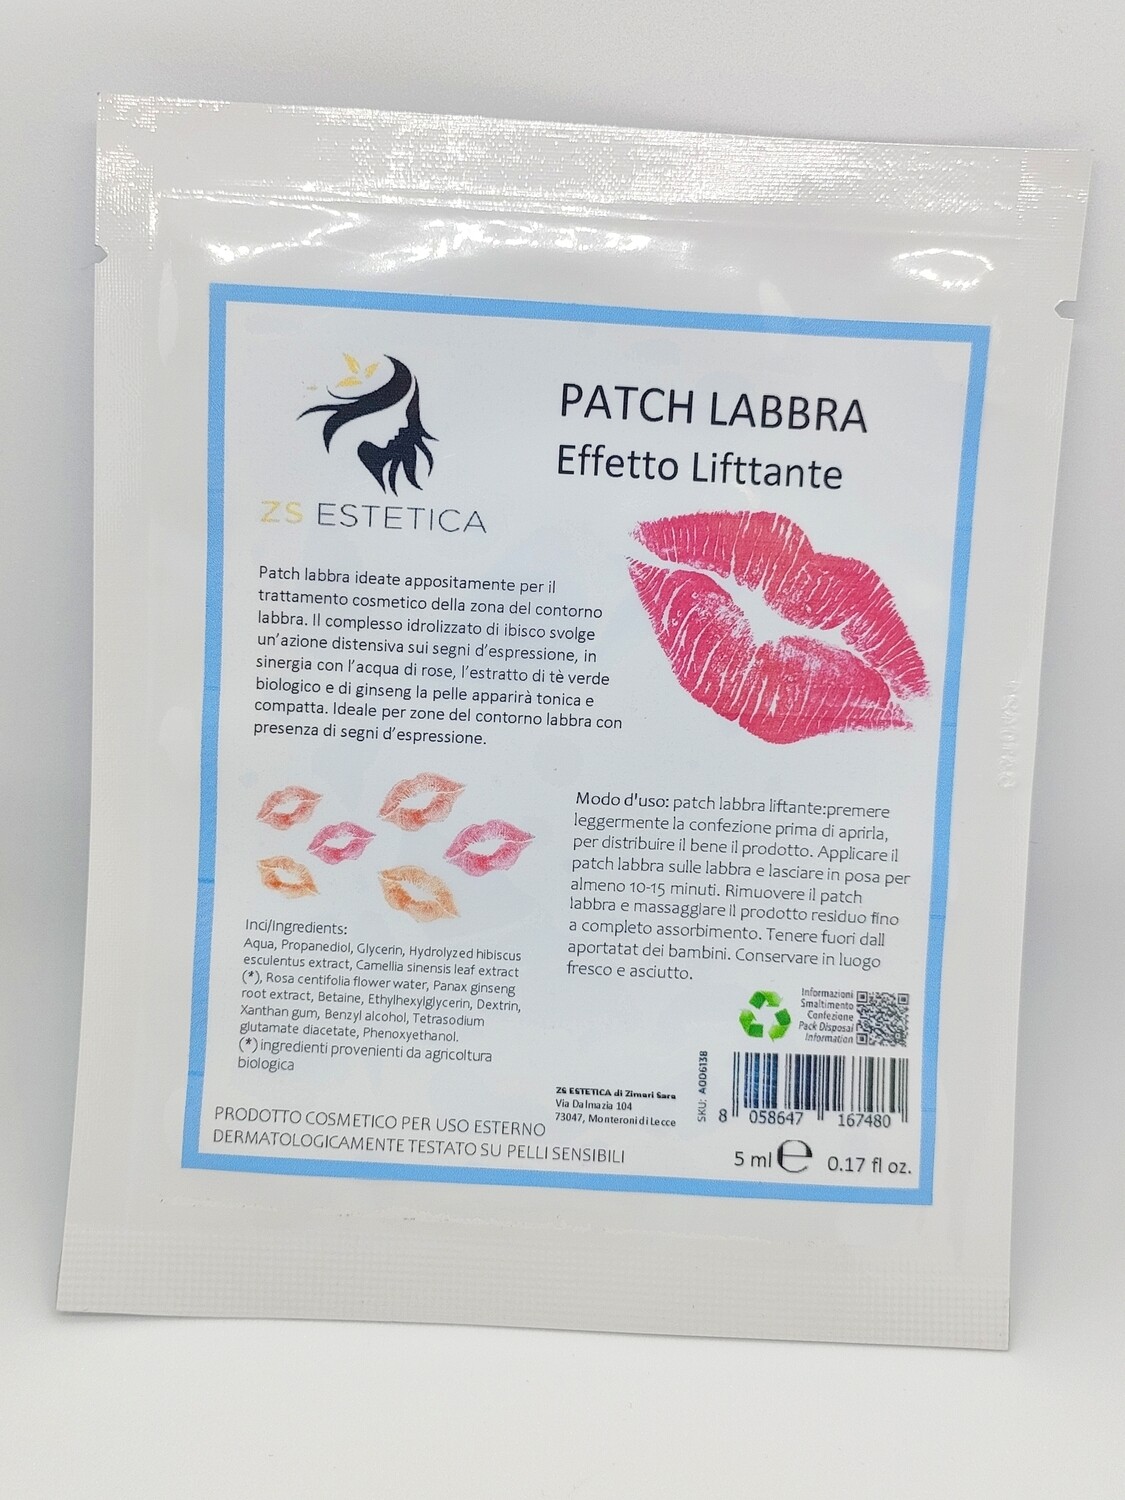 PATCH LABBRA
Effetto Lifttante
ZS ESTETICA
Patch labbra ideate appositamente per il
trattamento cosmetico della zona del contorno
labbra. Il complesso idrolizzato di ibisco svolge
un'azione distensiva sui segni d'espressione, in
sinergia con l'acqua di rose, l'estratto di tè verde
biologico e di ginseng la pelle apparirà tonica e
compatta. Ideale per zone del contorno labbra con
presenza di segni d'espressione.
Modo d'uso: patch labbra liftante:premere
leggermente la confezione prima di aprirla,
per distribuire il bene il prodotto. Applicare il
patch labbra sulle labbra e lasciare in posa per
almeno 10-15 minuti. Rimuovere il patch
labbra e massaggiare il prodotto residuo fino
a completo assorbimento. Tenere fuori dall
aportatat dei bambini. Conservare in luogo
fresco e asciutto.
Inci/Ingredients:
Aqua, Propanediol, Glycerin, Hydrolyzed hibiscus
esculentus extract, Camellia sinensis leaf extract
(*), Rosa centifolia flower water, Panax ginseng
root extract, Betaine, Ethylhexylglycerin, Dextrin,
Xanthan gum, Benzyl alcohol, Tetrasodium
glutamate diacetate, Phenoxyethanol.
(*) ingredienti provenienti da agricoltura
biologica
Informazioni
Smaltimento
Confezione
Pack Disposal
Information
SKU: A006138
8 058647 167480
ZS ESTETICA di Zimari Sara
Via Dalmazia 104
73047, Monteroni di Lecce
PRODOTTO COSMETICO PER USO ESTERNO
DERMATOLOGICAMENTE TESTATO SU PELLI SENSIBILI
5 ml e 0.17 fl oz.